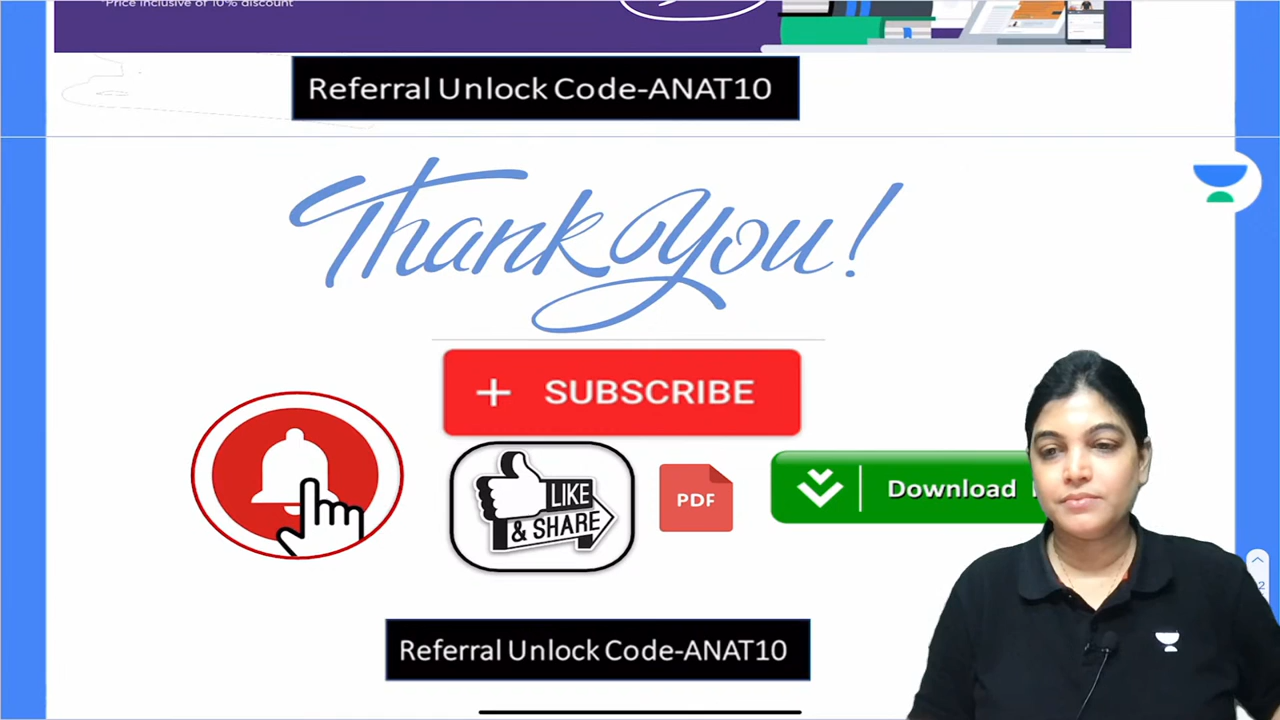 *Price inclusive of 10% discount
Referral Unlock Code-ANAT10
Thank You!
+ SUBSCRIBE
LIKE
& SHARE
PDF
Download
Referral Unlock Code-ANAT10